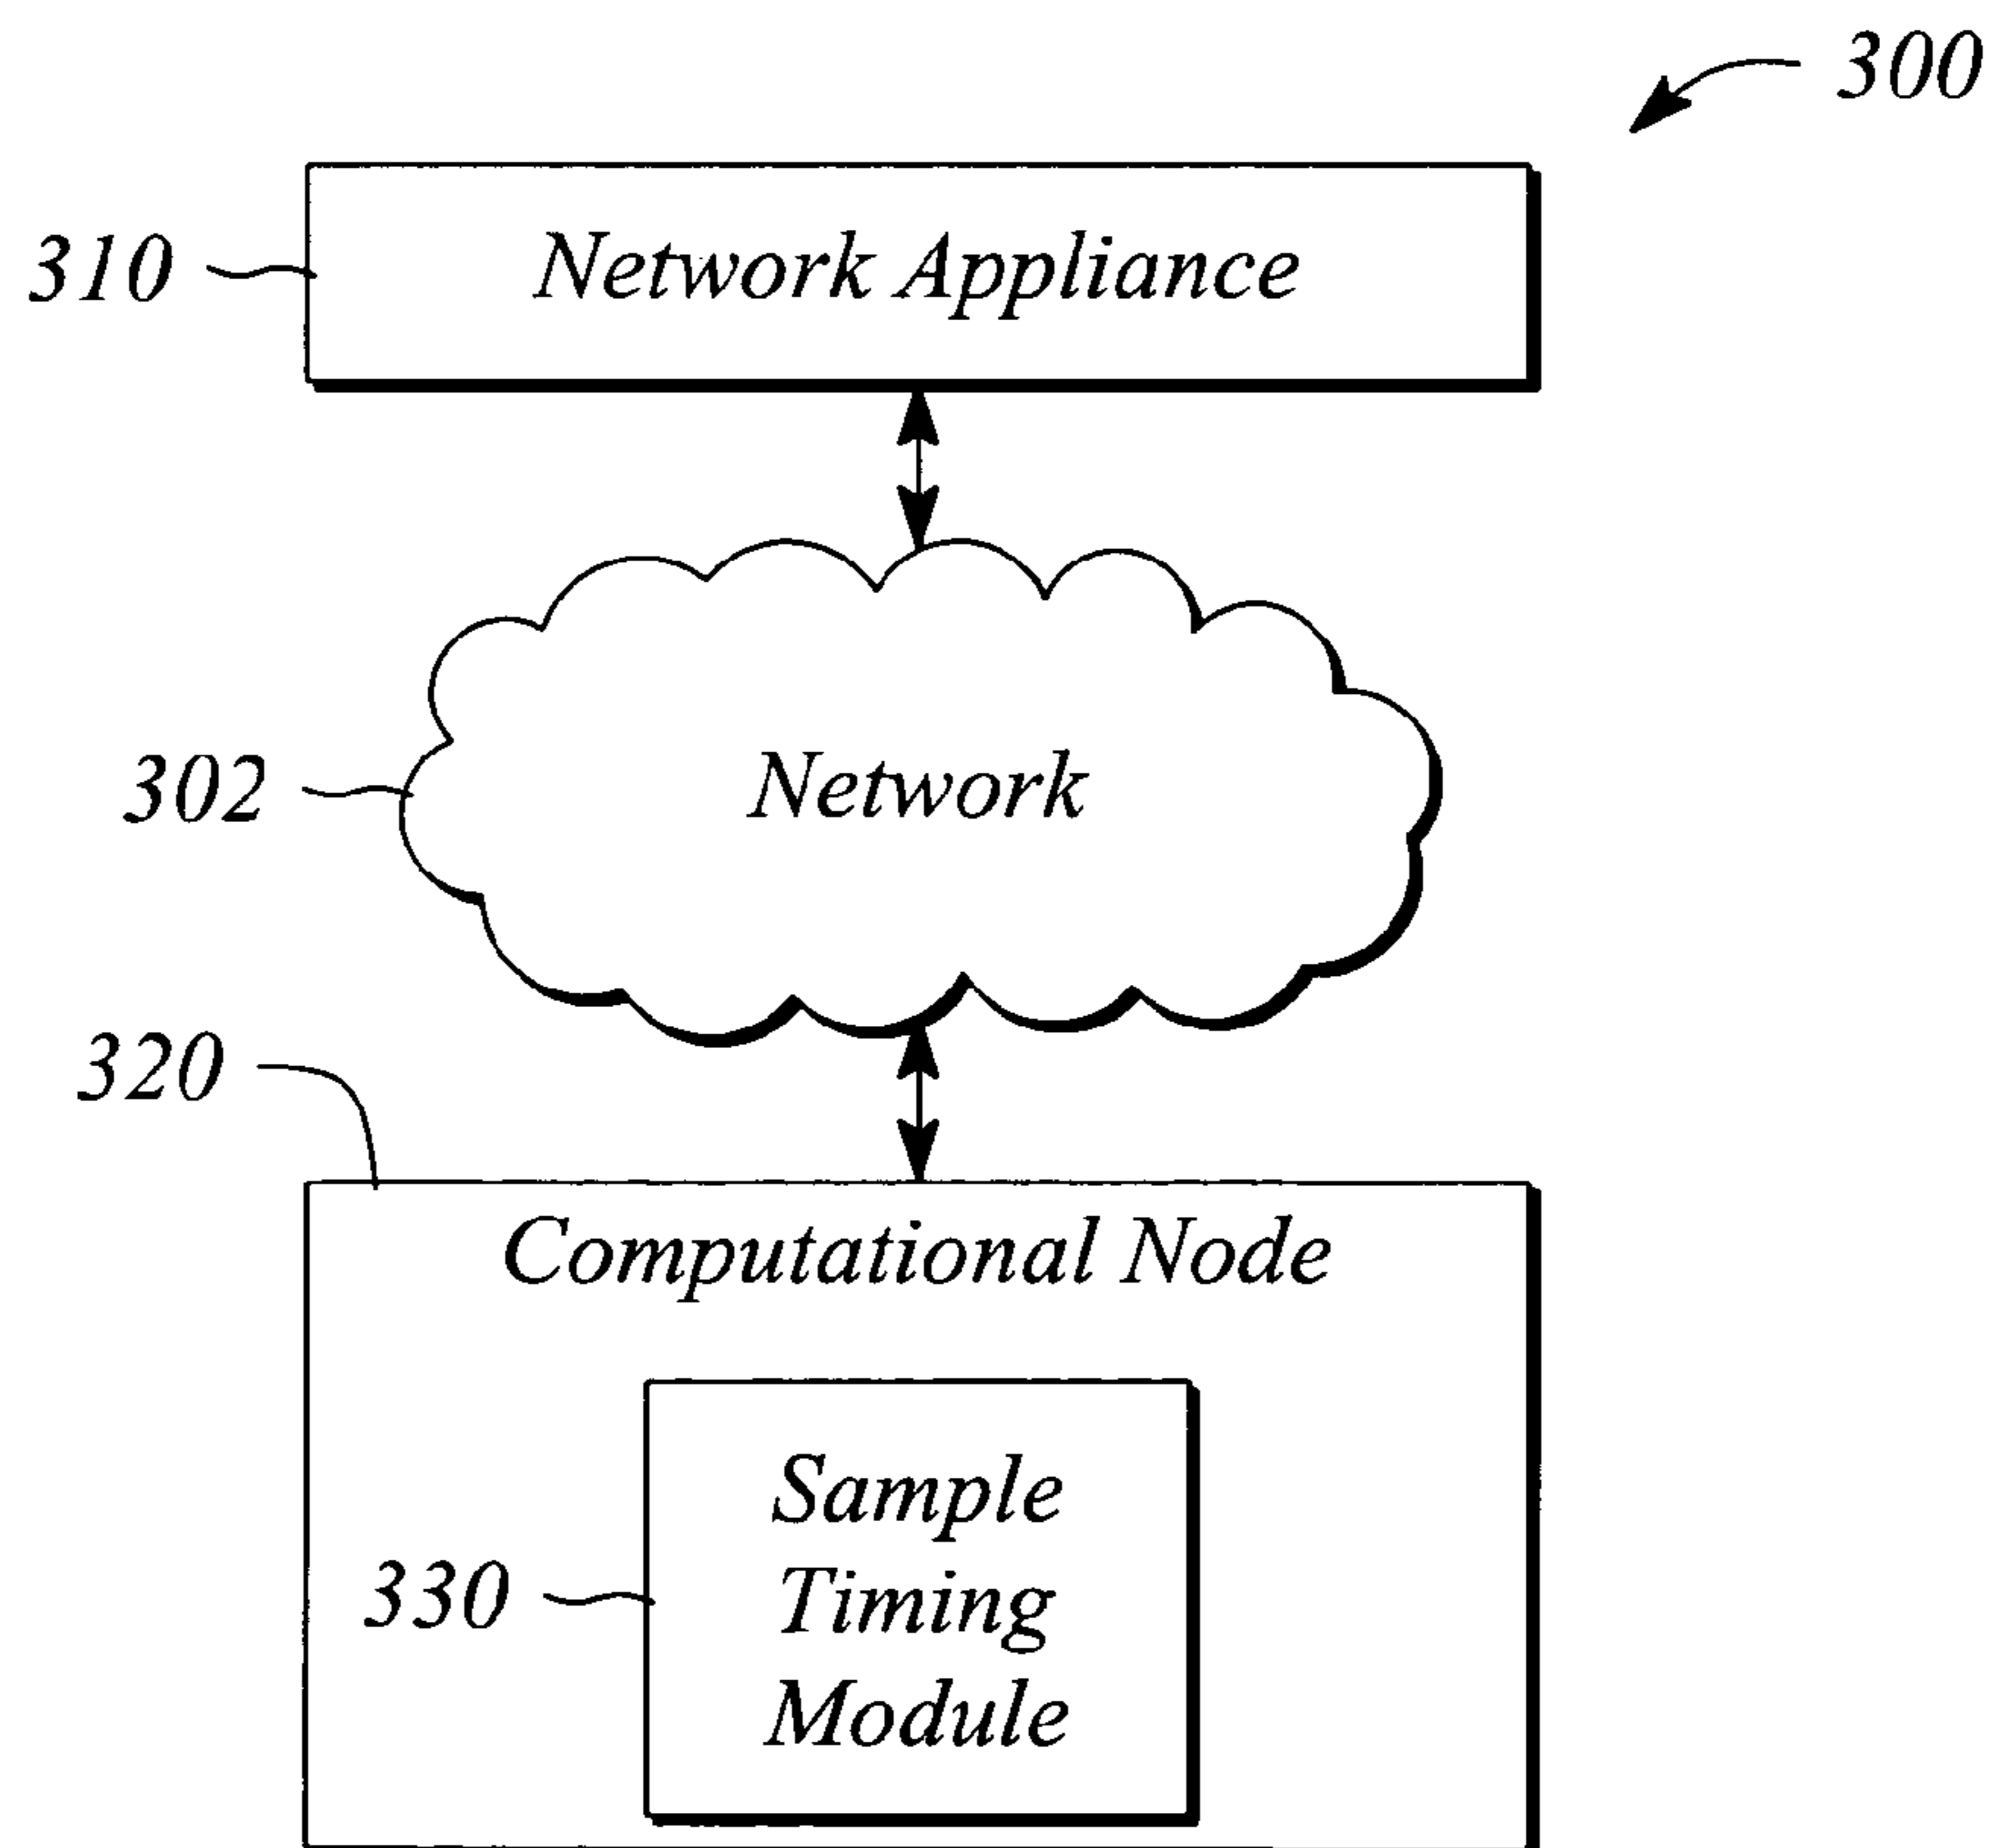 300
310
Network Appliance
302
Network
320
Computational Node
330
Sample
Timing
Module